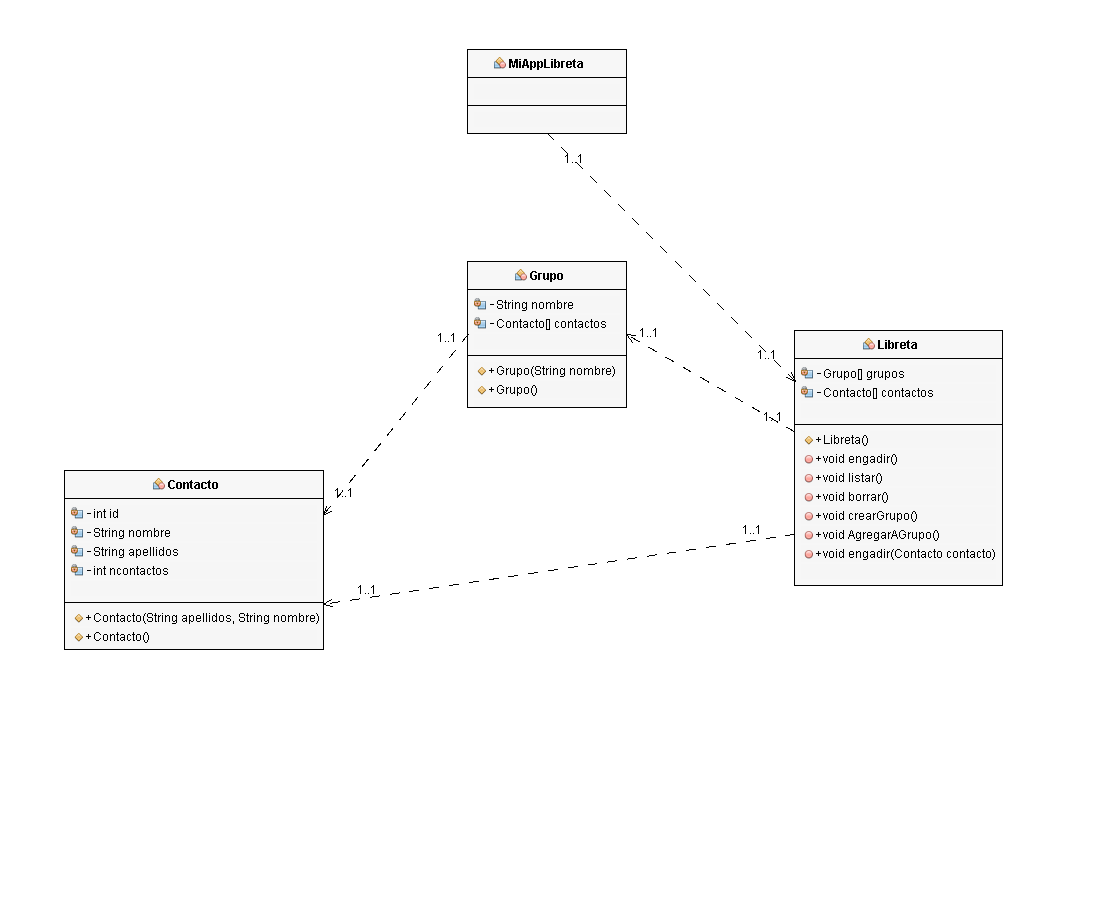 MiAppLibreta
1..1
Grupo
- String nombre
- Contacto[] contactos
+ Grupo(String nombre)
+ Grupo()
1..1
1..1
1..1
Libreta
- Grupo[] grupos
- Contacto[] contactos
+ Libreta()
+ void engadir()
+ void listar()
+ void borrar()
+ void crearGrupo()
+ void AgregarAGrupo()
+ void engadir(Contacto contacto)
1..1
1..1
Contacto
- int id
- String nombre
- String apellidos
- int ncontactos
+ Contacto(String apellidos, String nombre)
+ Contacto()
1..1
1..1